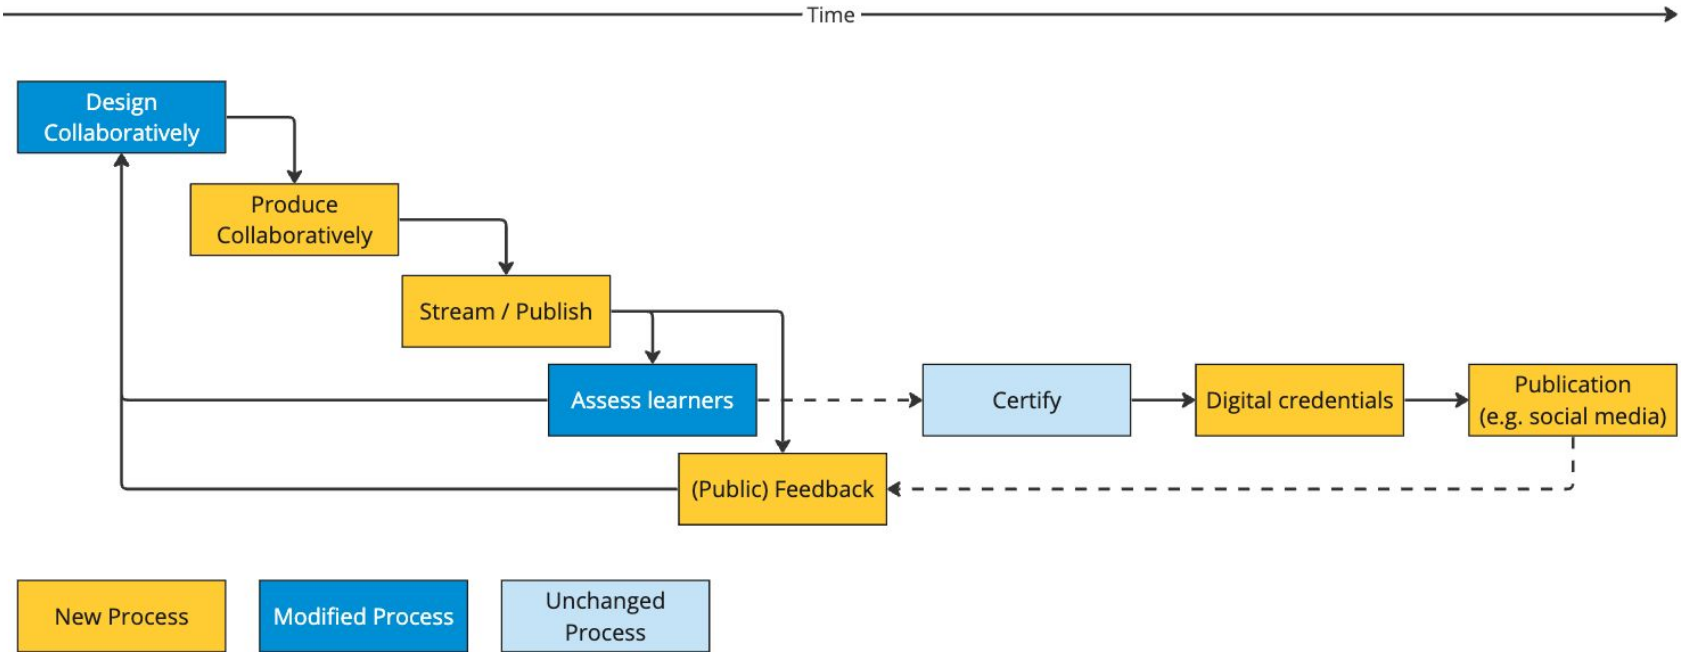 Time
Design
Collaboratively
Produce
Collaboratively
Stream / Publish
Assess learners
Certify
Digital credentials
Publication
(e.g. social media)
(Public) Feedback
New Process
Modified Process
Unchanged
Process